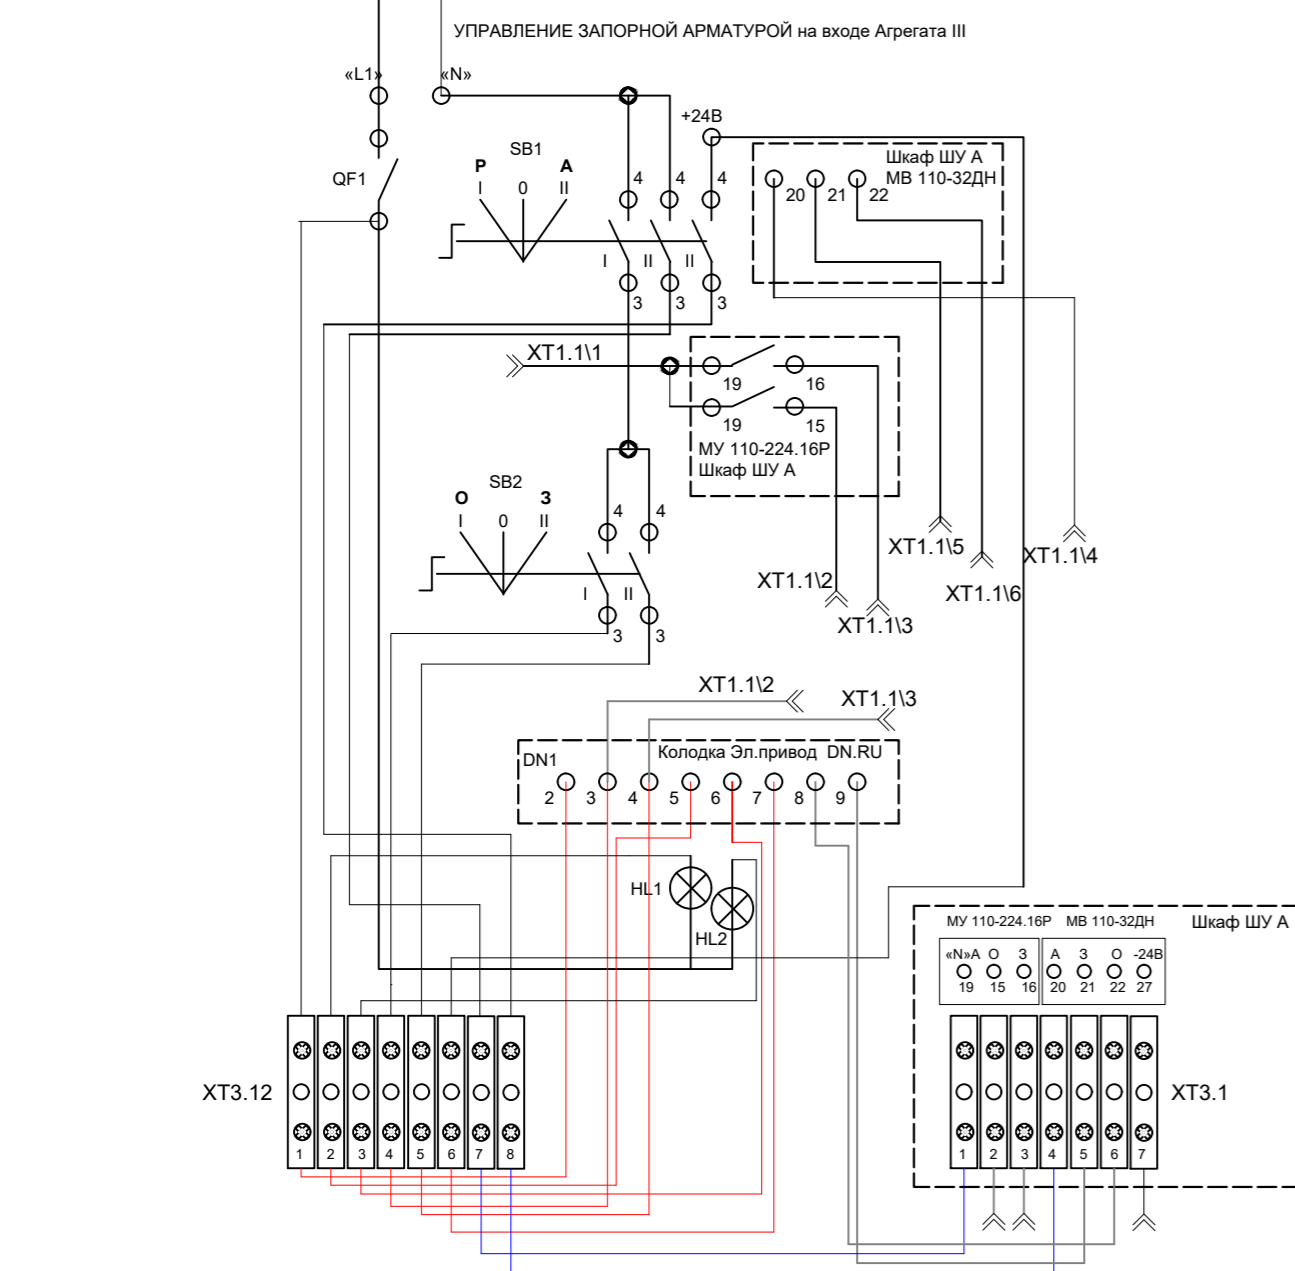 УПРАВЛЕНИЕ ЗАПОРНОЙ АРМАТУРОЙ на входе Агрегата III
«L1» «N»
+24В
SB1
Р А
I 0 II
QF1
4 4 4
I II II
3 3 3
Шкаф ШУ А
МВ 110-32ДН
20 21 22
XT1.1\1
19 16
19 15
МУ 110-224.16Р
Шкаф ШУ А
SB2
О З
I 0 II
4 4
I II
3 3
XT1.1\5
XT1.1\4
XT1.1\2
XT1.1\6
XT1.1\3
XT1.1\2
XT1.1\3
DN1
Колодка Эл.привод DN.RU
2 3 4 5 6 7 8 9
HL1
HL2
МУ 110-224.16Р МВ 110-32ДН Шкаф ШУ А
«N»А О З А З О -24В
19 15 16 20 21 22 27
XT3.12
1 2 3 4 5 6 7 8
XT3.1
1 2 3 4 5 6 7